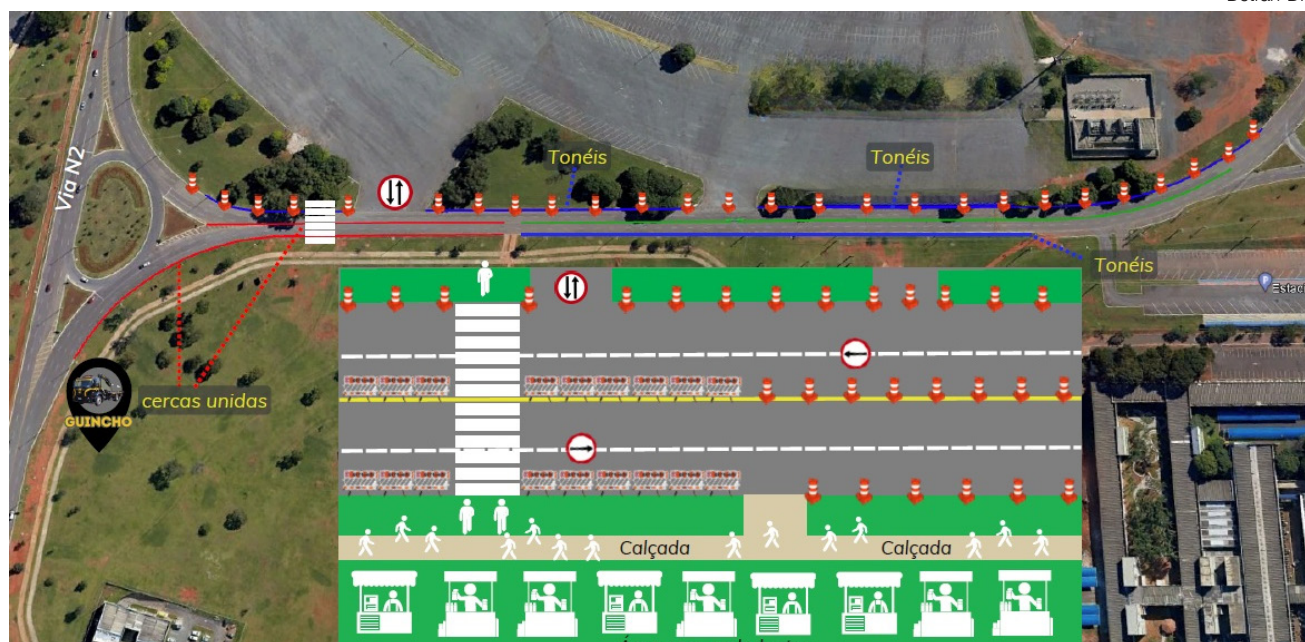 Via N2
Tonéis
Tonéis
Tonéis
P
cercas unidas
GUINCHO
Calçada
Calçada